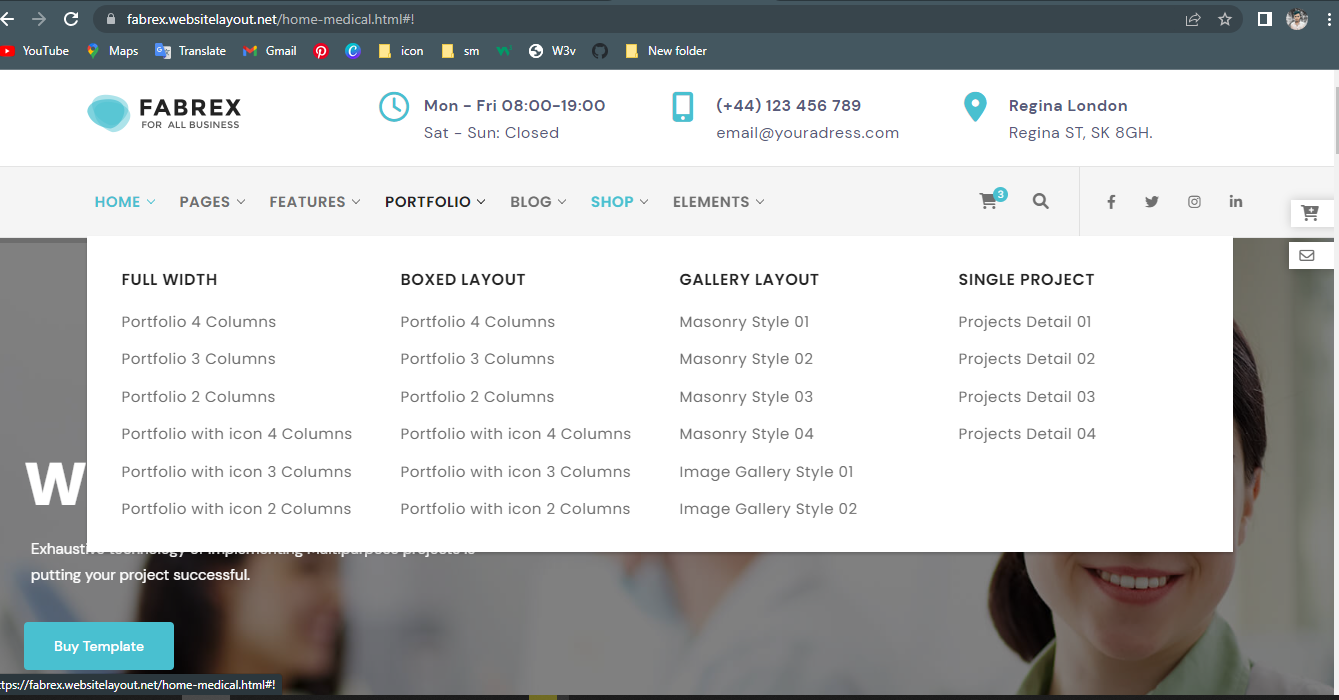 fabrex.websitelayout.net/home-medical.html#!
YouTube Maps Translate Gmail icon sm W3v New folder
FABREX
FOR ALL BUSINESS
Mon - Fri 08:00-19:00
Sat - Sun: Closed
(+44) 123 456 789
email@youradress.com
Regina London
Regina ST, SK 8GH.
HOME PAGES FEATURES PORTFOLIO BLOG SHOP ELEMENTS 3
FULL WIDTH
Portfolio 4 Columns
Portfolio 3 Columns
Portfolio 2 Columns
Portfolio with icon 4 Columns
Portfolio with icon 3 Columns
Portfolio with icon 2 Columns
BOXED LAYOUT
Portfolio 4 Columns
Portfolio 3 Columns
Portfolio 2 Columns
Portfolio with icon 4 Columns
Portfolio with icon 3 Columns
Portfolio with icon 2 Columns
GALLERY LAYOUT
Masonry Style 01
Masonry Style 02
Masonry Style 03
Masonry Style 04
Image Gallery Style 01
Image Gallery Style 02
SINGLE PROJECT
Projects Detail 01
Projects Detail 02
Projects Detail 03
Projects Detail 04
W
Exhaustive technology of implementing Multipurpose projects is
putting your project successful.
Buy Template
ttps://fabrex.websitelayout.net/home-medical.html#!